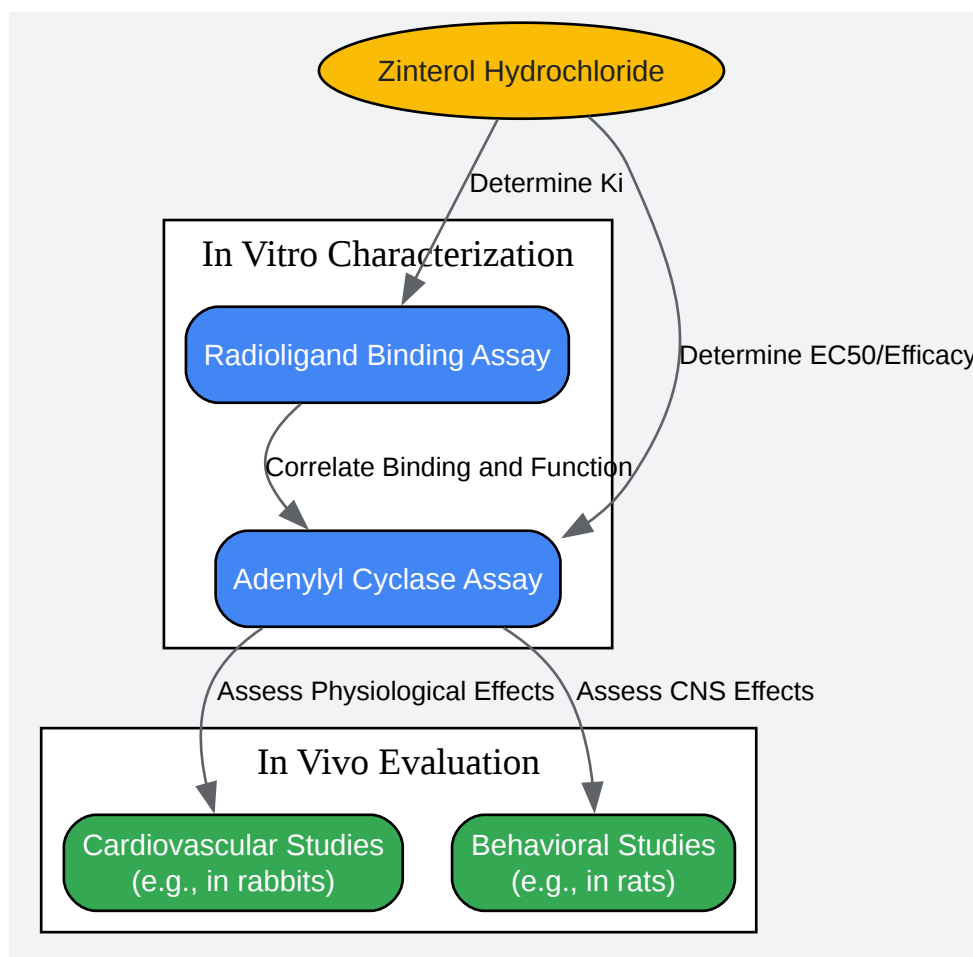 Zinterol Hydrochloride
Determine Ki
In Vitro Characterization
Radioligand Binding Assay
Determine EC50/Efficacy
Correlate Binding and Function
Adenylyl Cyclase Assay
Assess Physiological Effects
Assess CNS Effects
In Vivo Evaluation
Cardiovascular Studies
(e.g., in rabbits)
Behavioral Studies
(e.g., in rats)